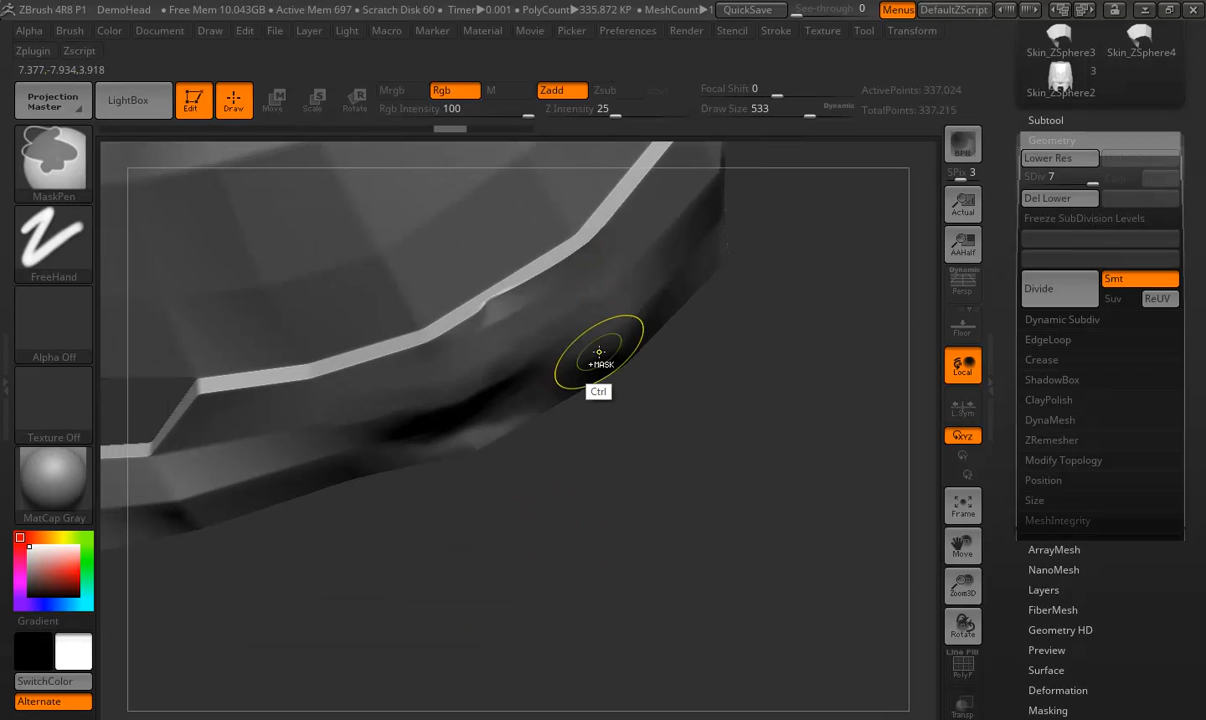 ZBrush 4R8 P1 DemoHead • Free Mem 10.043GB • Active Mem 697 • Scratch Disk 60 • Timer▶0.001 • PolyCount▶335.872 KP • MeshCount▶1 QuickSave See-through 0 Menus DefaultZScript
Alpha Brush Color Document Draw Edit File Layer Light Macro Marker Material Movie Picker Preferences Render Stencil Stroke Texture Tool Transform
Zplugin Zscript
7.377,-7.934,3.918
Projection Master
LightBox
Edit
Draw
Move
Scale
Rotate
Mrgb Rgb M
Rgb Intensity 100
Zadd Zsub
Z Intensity 25
Focal Shift 0
Draw Size 533 Dynamic
ActivePoints: 337.024
TotalPoints: 337.215
MaskPen
FreeHand
Alpha Off
Texture Off
MatCap Gray
Gradient
SwitchColor
Alternate
+MASK
Ctrl
BPR
SPix 3
Actual
AAHalf
Dynamic
Persp
Floor
Local
L.Sym
XYZ
Frame
Move
Zoom3D
Rotate
Line Fill
PolyF
Transp
Skin_ZSphere3 Skin_ZSphere4
3
Skin_ZSphere2
Subtool
Geometry
Lower Res
SDiv 7
Del Lower
Freeze SubDivision Levels
Divide
Smt
Suv ReUV
Dynamic Subdiv
EdgeLoop
Crease
ShadowBox
ClayPolish
DynaMesh
ZRemesher
Modify Topology
Position
Size
MeshIntegrity
ArrayMesh
NanoMesh
Layers
FiberMesh
Geometry HD
Preview
Surface
Deformation
Masking